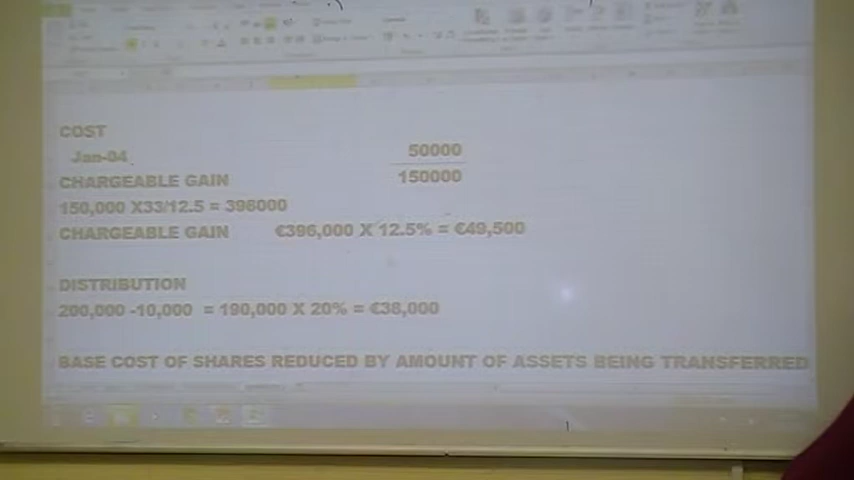 COST
Jan-04 50000
CHARGEABLE GAIN 150000
150,000 X33/12.5 = 396000
CHARGEABLE GAIN €396,000 X 12.5% = €49,500
DISTRIBUTION
200,000 -10,000 = 190,000 X 20% = €38,000
BASE COST OF SHARES REDUCED BY AMOUNT OF ASSETS BEING TRANSFERRED